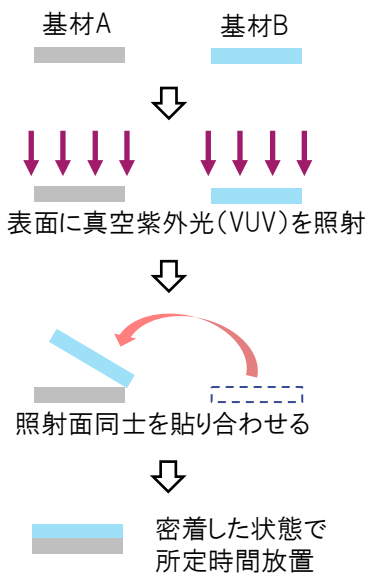 基材A
基材B
表面に真空紫外光(VUV)を照射
照射面同士を貼り合わせる
密着した状態で
所定時間放置